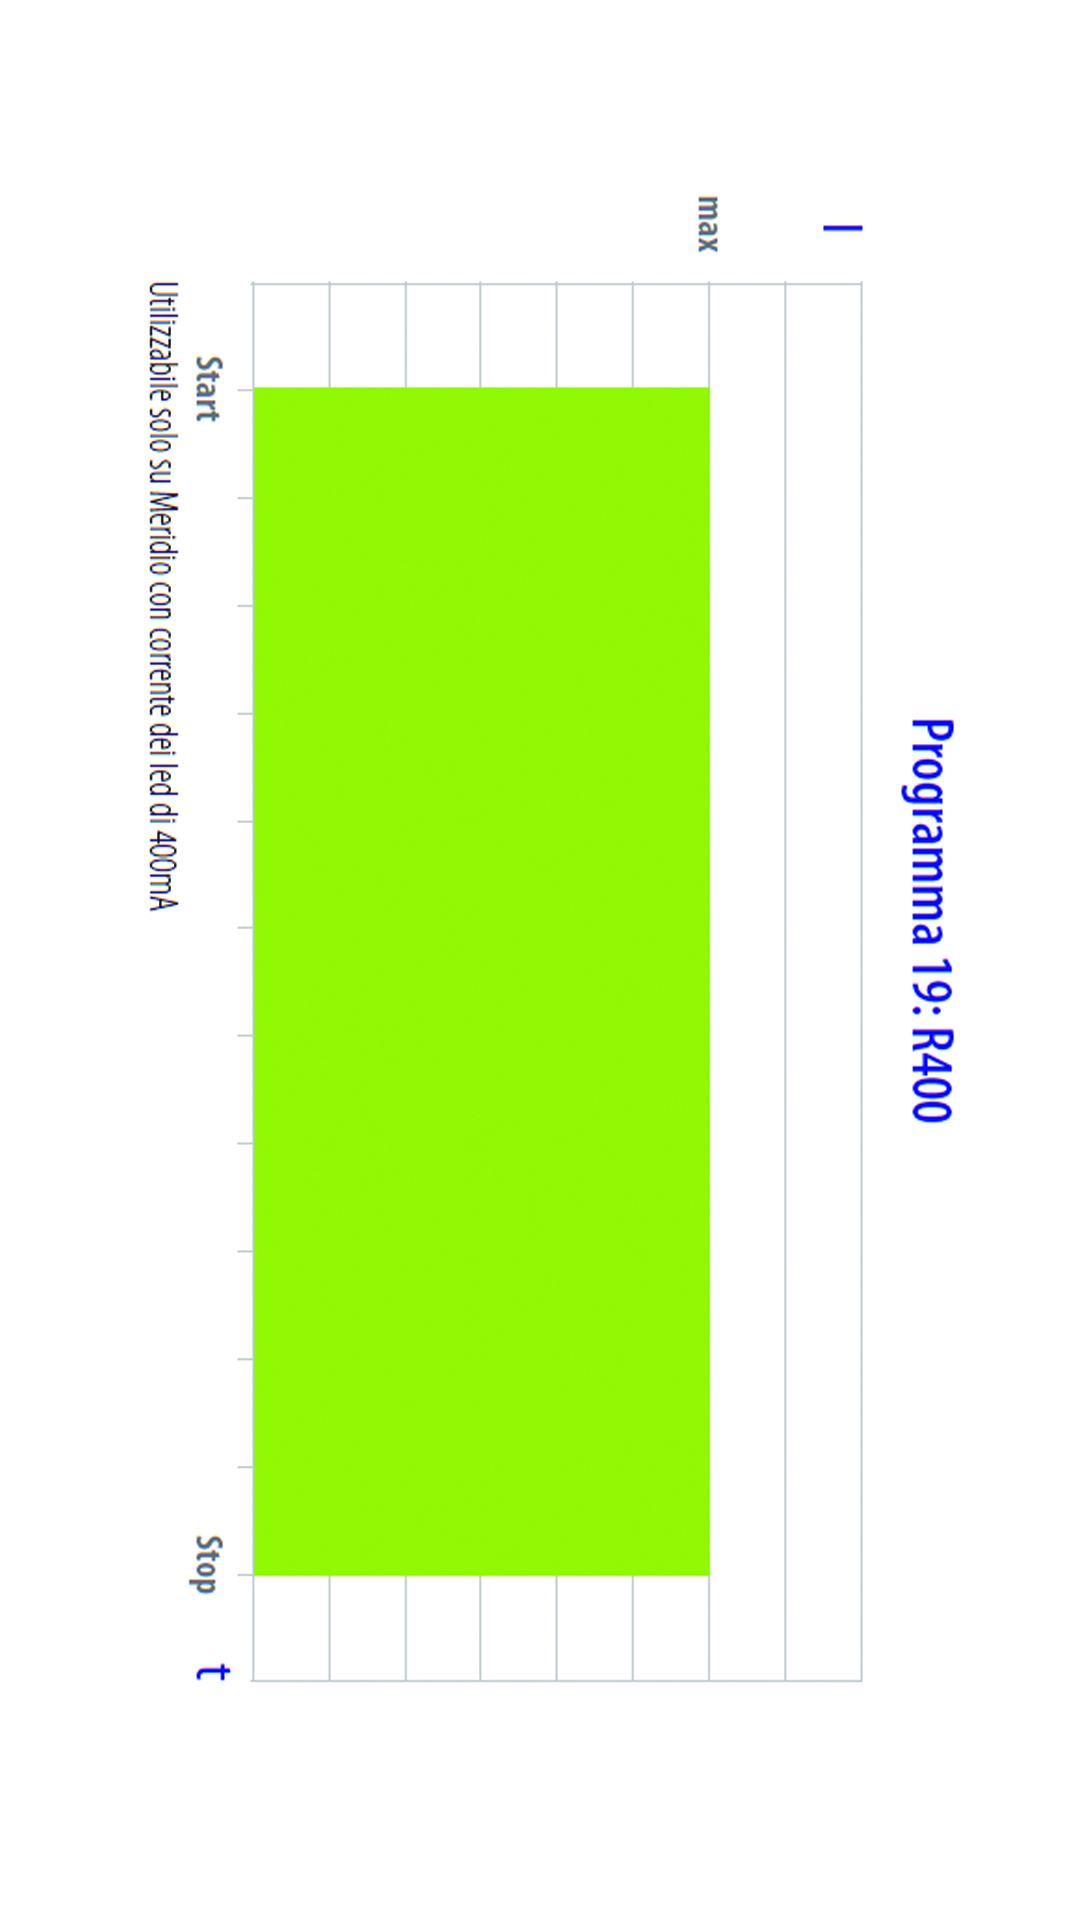 Programma 19: R400
I
max
Start
Stop
t
Utilizzabile solo su Meridio con corrente dei led di 400mA